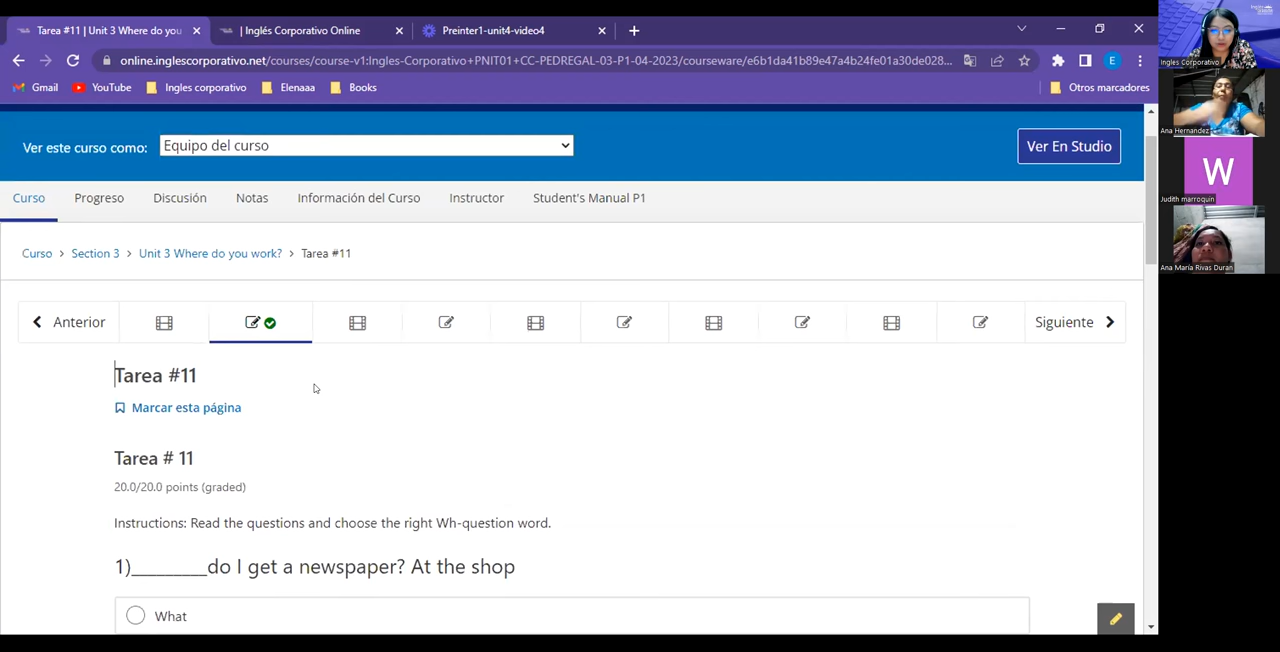 Tarea #11 | Unit 3 Where do you
| Inglés Corporativo Online
Preinter1-unit4-video4
online.inglescorporativo.net/courses/course-v1:Ingles-Corporativo+PNIT01+CC-PEDREGAL-03-P1-04-2023/courseware/e6b1da41b89e47a4b24fe01a30de028...
E
Gmail
YouTube
Ingles corporativo
Elenaaa
Books
Otros marcadores
Ver este curso como:
Equipo del curso
Ver En Studio
Curso
Progreso
Discusión
Notas
Información del Curso
Instructor
Student's Manual P1
Curso > Section 3 > Unit 3 Where do you work? > Tarea #11
Anterior
Siguiente
Tarea #11
Marcar esta página
Tarea # 11
20.0/20.0 points (graded)
Instructions: Read the questions and choose the right Wh-question word.
1)_________do I get a newspaper? At the shop
What
Ingles Corporativo
Ana Hernandez
W
Judith marroquin
Ana María Rivas Duran